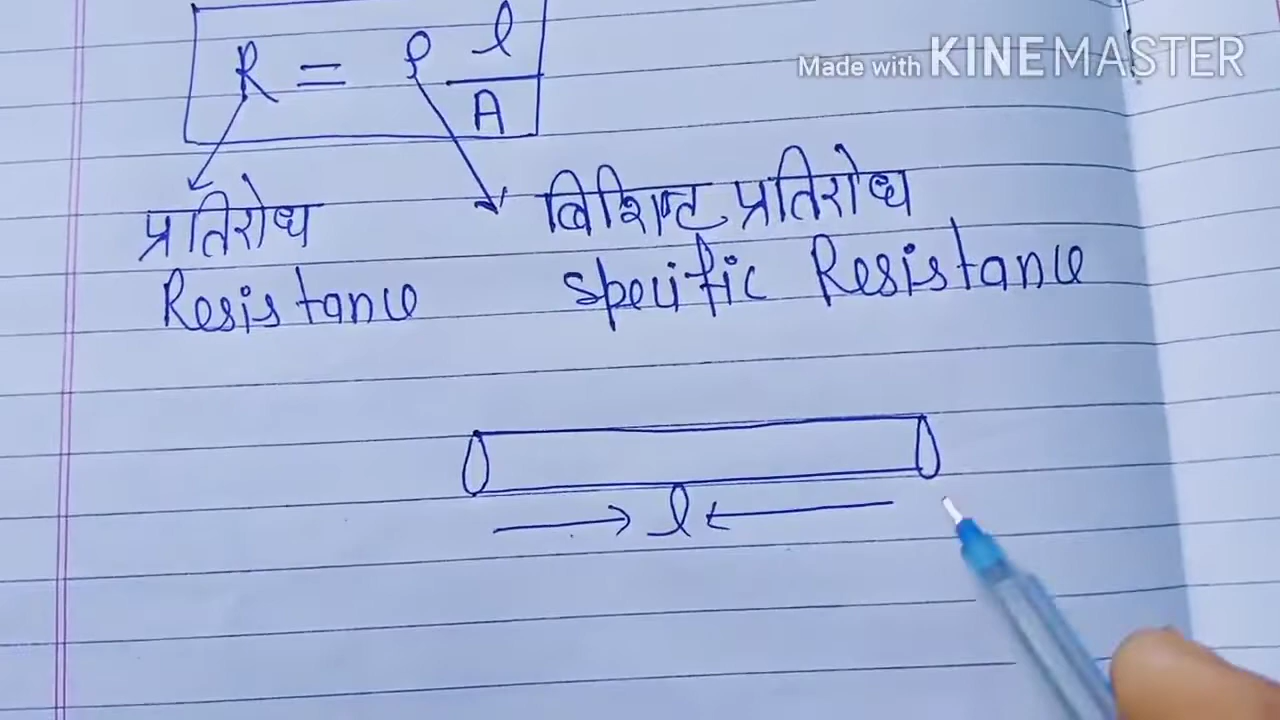 Made with KINEMASTER
R = ρ l/A
प्रतिरोध
Resistance
विशिष्ट प्रतिरोध
Specific Resistance
l